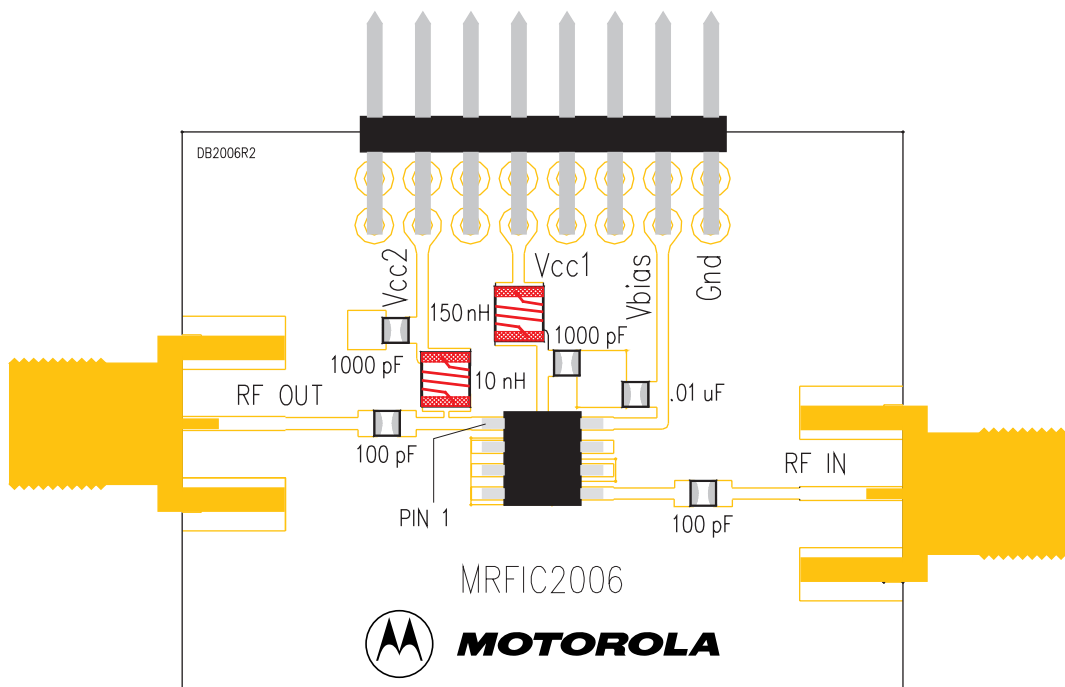 DB2006R2
Vcc2
Vcc1
Vbias
Gnd
150 nH
1000 pF
1000 pF
10 nH
.01 uF
RF OUT
100 pF
PIN 1
RF IN
100 pF
MRFIC2006
MOTOROLA